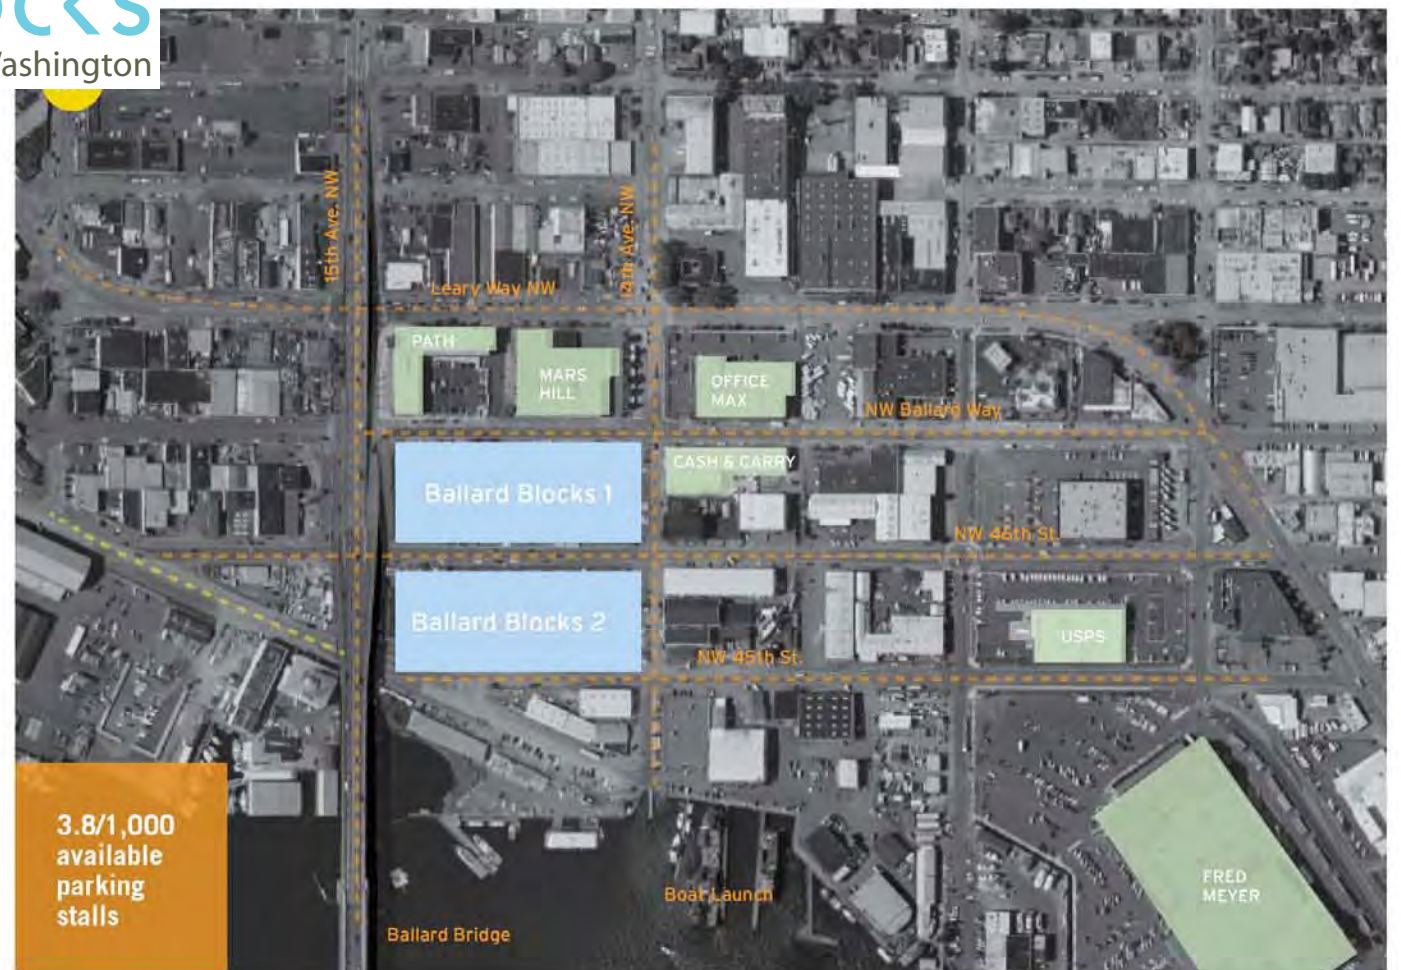 Washington
15th Ave. NW
14th Ave. NW
Leary Way NW
PATH
MARS
HILL
OFFICE
MAX
NW Ballard Way
CASH & CARRY
Ballard Blocks 1
NW 46th St.
Ballard Blocks 2
USPS
NW 45th St.
3.8/1,000
available
parking
stalls
FRED
MEYER
Boat Launch
Ballard Bridge